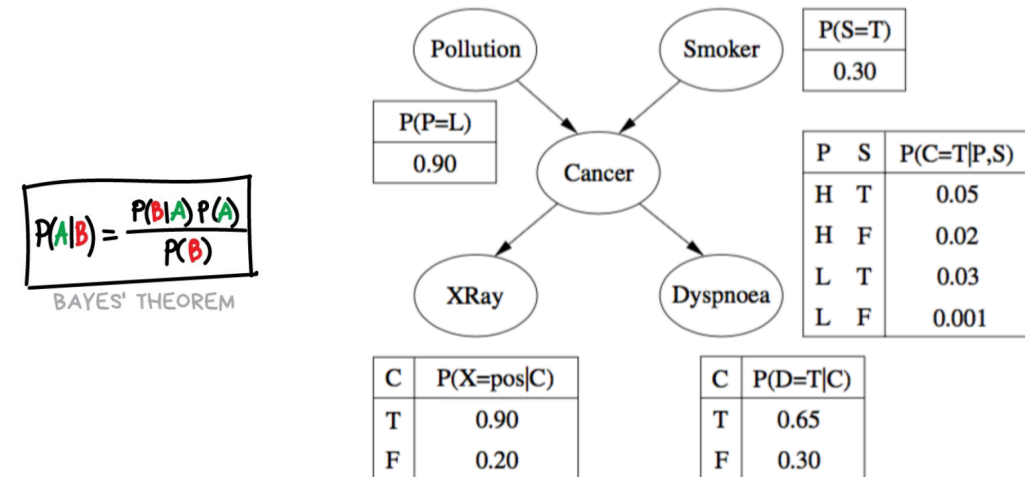 P(A|B) = P(B|A) P(A)
P(B)
BAYES' THEOREM
Pollution
Smoker
P(S=T)
0.30
P(P=L)
0.90
Cancer
P S P(C=T|P,S)
H T 0.05
H F 0.02
L T 0.03
L F 0.001
XRay
Dyspnoea
C P(X=pos|C)
T 0.90
F 0.20
C P(D=T|C)
T 0.65
F 0.30